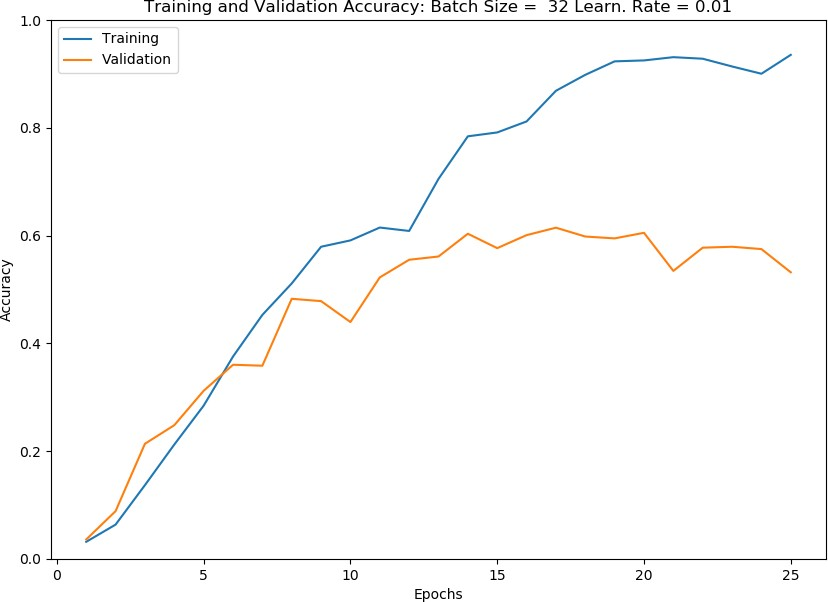 Training and Validation Accuracy: Batch Size =  32 Learn. Rate = 0.01
Training
Validation
1.0
0.8
0.6
0.4
0.2
0.0
Accuracy
0 5 10 15 20 25
Epochs